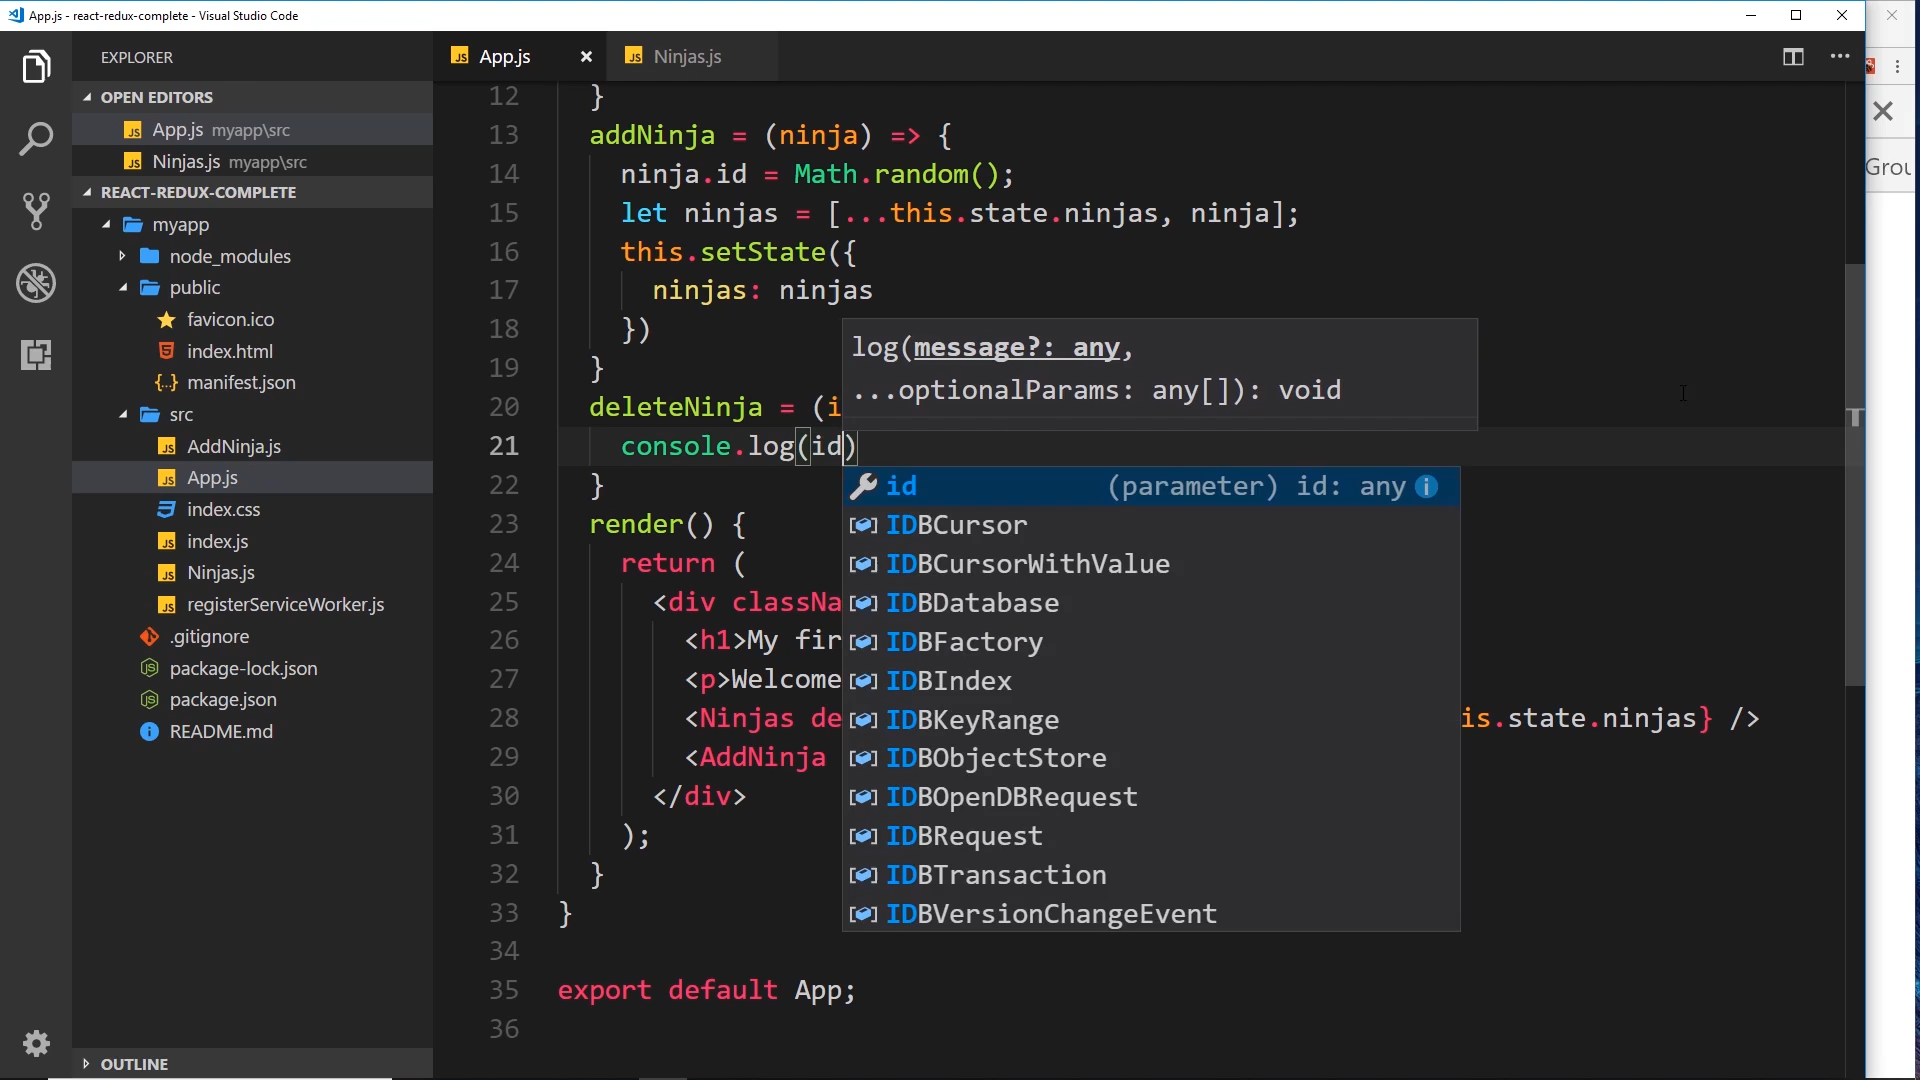 App.js - react-redux-complete - Visual Studio Code
EXPLORER
OPEN EDITORS
App.js myapp\src
Ninjas.js myapp\src
REACT-REDUX-COMPLETE
myapp
node_modules
public
favicon.ico
index.html
manifest.json
src
AddNinja.js
App.js
index.css
index.js
Ninjas.js
registerServiceWorker.js
.gitignore
package-lock.json
package.json
README.md
OUTLINE
App.js
Ninjas.js
12 }
13 addNinja = (ninja) => {
14 ninja.id = Math.random();
15 let ninjas = [...this.state.ninjas, ninja];
16 this.setState({
17 ninjas: ninjas
18 })
19 }
20 deleteNinja = (i
21 console.log(id)
22 }
23 render() {
24 return (
25 <div classNa
26 <h1>My fir
27 <p>Welcome
28 <Ninjas de is.state.ninjas} />
29 <AddNinja
30 </div>
31 );
32 }
33 }
34
35 export default App;
36
log(message?: any,
...optionalParams: any[]): void
id (parameter) id: any
IDBCursor
IDBCursorWithValue
IDBDatabase
IDBFactory
IDBIndex
IDBKeyRange
IDBObjectStore
IDBOpenDBRequest
IDBRequest
IDBTransaction
IDBVersionChangeEvent
Grou